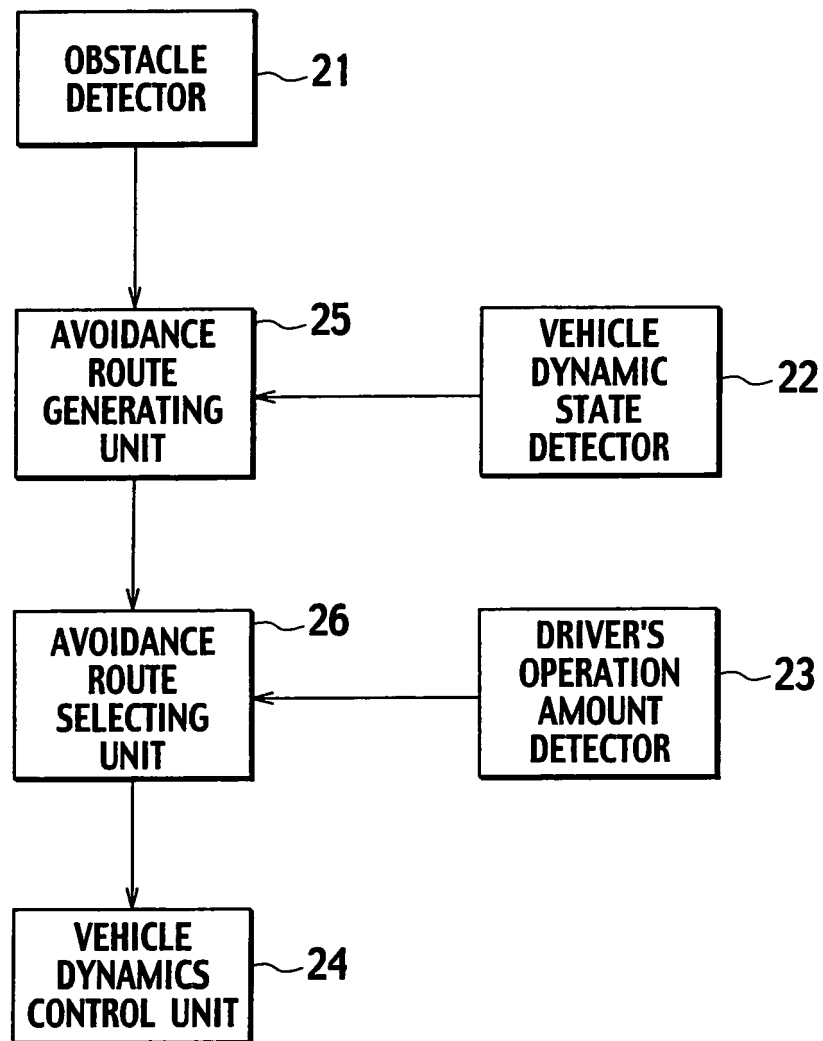 OBSTACLE
DETECTOR
21
AVOIDANCE
ROUTE
GENERATING
UNIT
25
VEHICLE
DYNAMIC
STATE
DETECTOR
22
AVOIDANCE
ROUTE
SELECTING
UNIT
26
DRIVER'S
OPERATION
AMOUNT
DETECTOR
23
VEHICLE
DYNAMICS
CONTROL UNIT
24